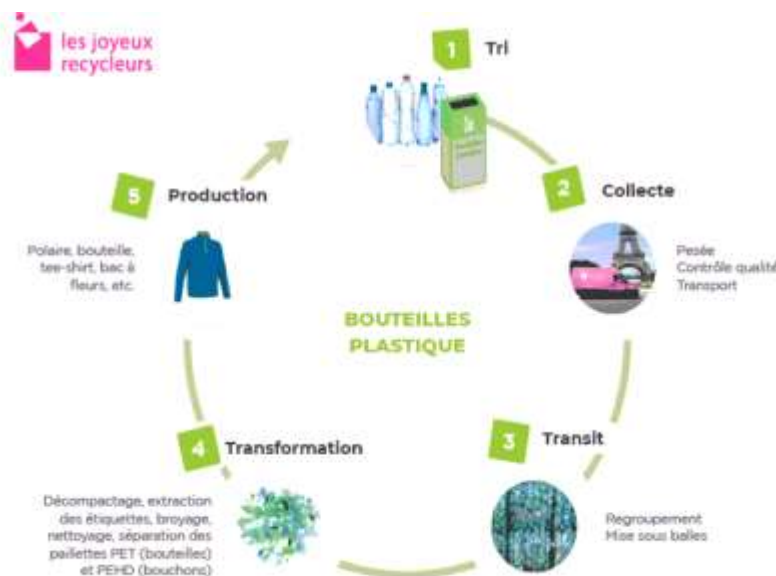 les joyeux
recycleurs
1 Tri
2 Collecte
Pesée
Contrôle qualité
Transport
3 Transit
Regroupement
Mise sous balles
4 Transformation
Décompactage, extraction
des étiquettes, broyage,
nettoyage, séparation des
paillettes PET (bouteilles)
et PEHD (bouchons)
5 Production
Polaire, bouteille,
tee-shirt, bac à
fleurs, etc.
BOUTEILLES
PLASTIQUE